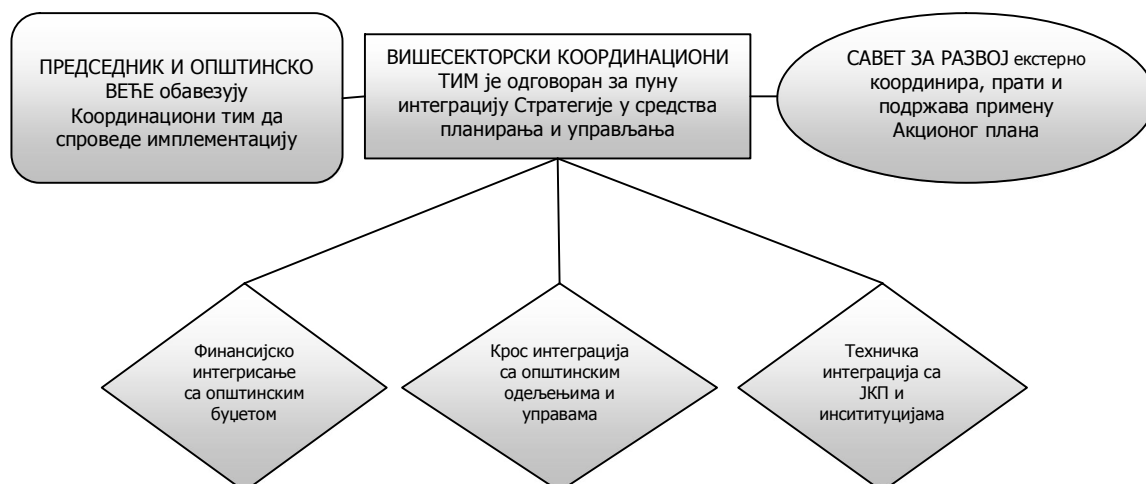 ПРЕДСЕДНИК И ОПШТИНСКО
ВЕЋЕ обавезују
Координациони тим да
спроведе имплементацију
ВИШЕСЕКТОРСКИ КООРДИНАЦИОНИ
ТИМ је одговоран за пуну
интеграцију Стратегије у средства
планирања и управљања
САВЕТ ЗА РАЗВОЈ екстерно
координира, прати и
подржава примену
Акционог плана
Финансијско
интегрисање
са општинским
буџетом
Крос интеграција
са општинским
одељењима и
управама
Техничка
интеграција са
ЈКП и
инсититуцијама